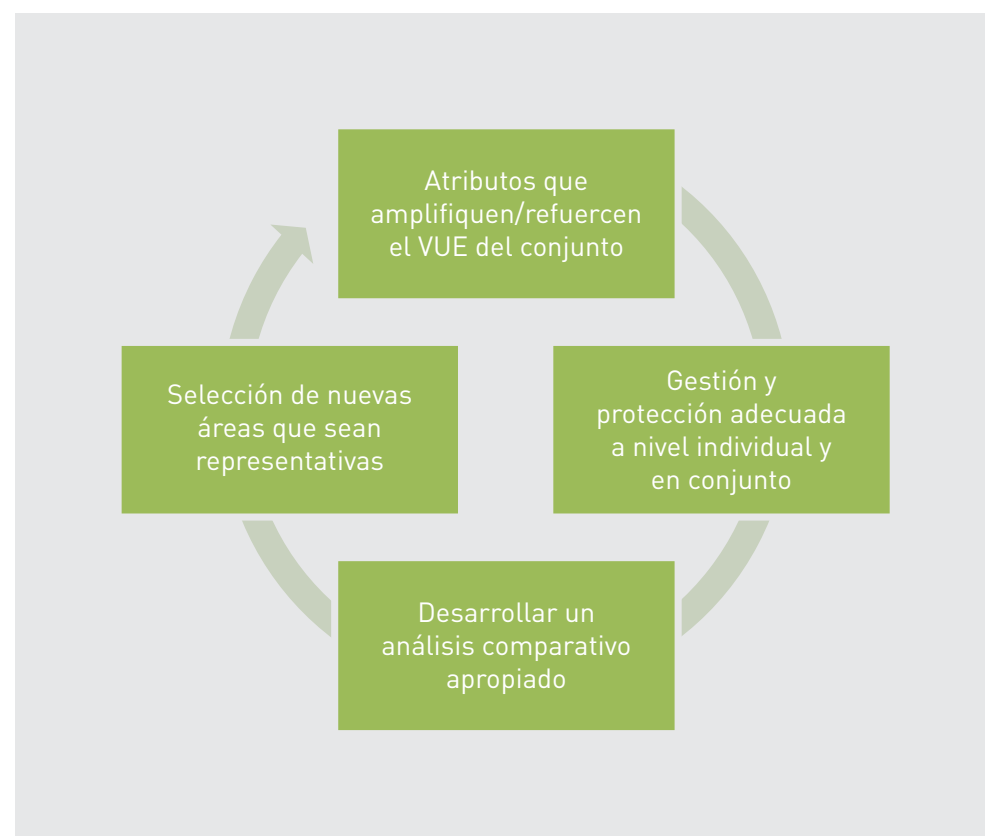 Atributos que
amplifiquen/refuercen
el VUE del conjunto
Gestión y
protección adecuada
a nivel individual y
en conjunto
Desarrollar un
análisis comparativo
apropiado
Selección de nuevas
áreas que sean
representativas